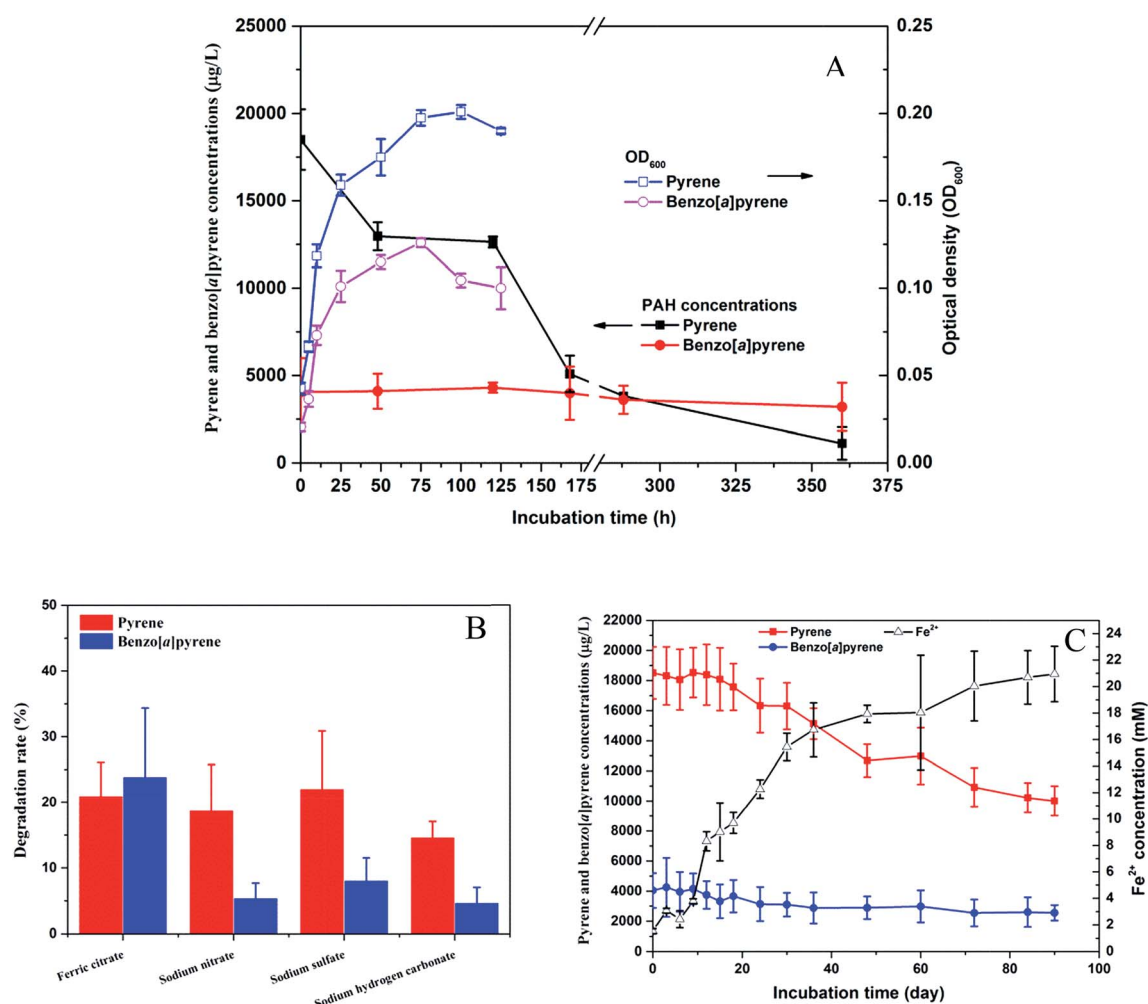 A
Pyrene and benzo[a]pyrene concentrations (µg/L)
25000
20000
15000
10000
5000
0
0.25
0.20
0.15
0.10
0.05
0.00
Optical density (OD600)
OD600
Pyrene
Benzo[a]pyrene
PAH concentrations
Pyrene
Benzo[a]pyrene
0 25 50 75 100 125 150 175 300 325 350 375
Incubation time (h)
B
Degradation rate (%)
50
40
30
20
10
0
Pyrene
Benzo[a]pyrene
Ferric citrate
Sodium nitrate
Sodium sulfate
Sodium hydrogen carbonate
C
Pyrene and benzo[a]pyrene concentrations (µg/L)
22000
20000
18000
16000
14000
12000
10000
8000
6000
4000
2000
0
Pyrene
Fe2+
Benzo[a]pyrene
24
22
20
18
16
14
12
10
8
6
4
2
0
Fe2+ concentration (mM)
0 20 40 60 80 100
Incubation time (day)